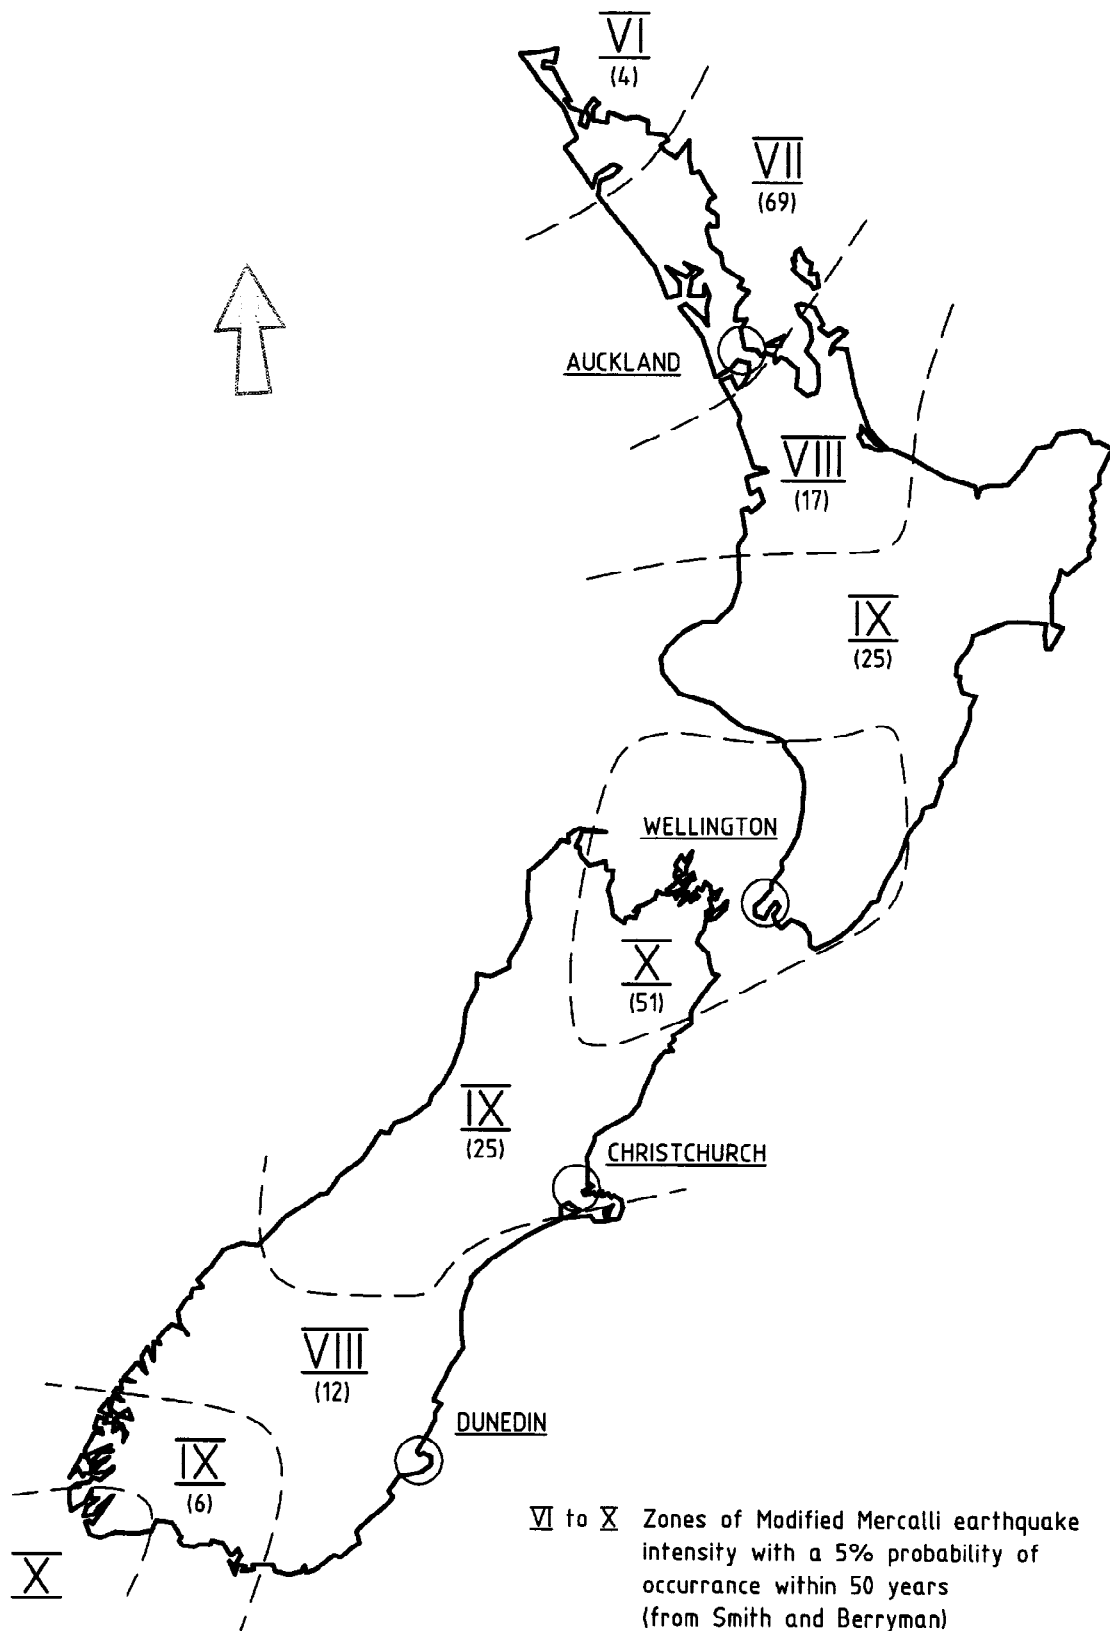 VI
(4)
VII
(69)
AUCKLAND
VIII
(17)
IX
(25)
WELLINGTON
X
(51)
IX
(25)
CHRISTCHURCH
VIII
(12)
DUNEDIN
IX
(6)
X
VI to X Zones of Modified Mercalli earthquake
intensity with a 5% probability of
occurrance within 50 years
(from Smith and Berryman)